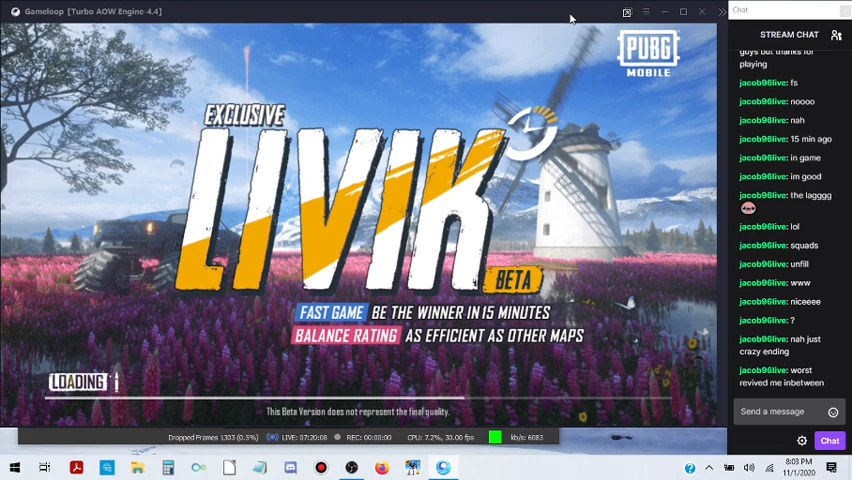 Gameloop [Turbo AOW Engine-4.4]
Chat
STREAM CHAT
PUBG
MOBILE
EXCLUSIVE
LIVIK
BETA
FAST GAME BE THE WINNER IN 15 MINUTES
BALANCE RATING AS EFFICIENT AS OTHER MAPS
LOADING
This Beta Version does not represent the final quality.
guys but thanks for
playing
jacob96live: fs
jacob96live: noooo
jacob96live: nah
jacob96live: 15 min ago
jacob96live: in game
jacob96live: im good
jacob96live: the lagggg
jacob96live: lol
jacob96live: squads
jacob96live: unfill
jacob96live: www
jacob96live: niceeee
jacob96live: ?
jacob96live: nah just
crazy ending
jacob96live: worst
revived me inbetween
Send a message
Chat
Dropped Frames 1303 (0.5%) LIVE: 07:20:08 REC: 00:00:00 CPU: 7.2%, 30.00 fps kb/s: 6083
8:03 PM
11/1/2020